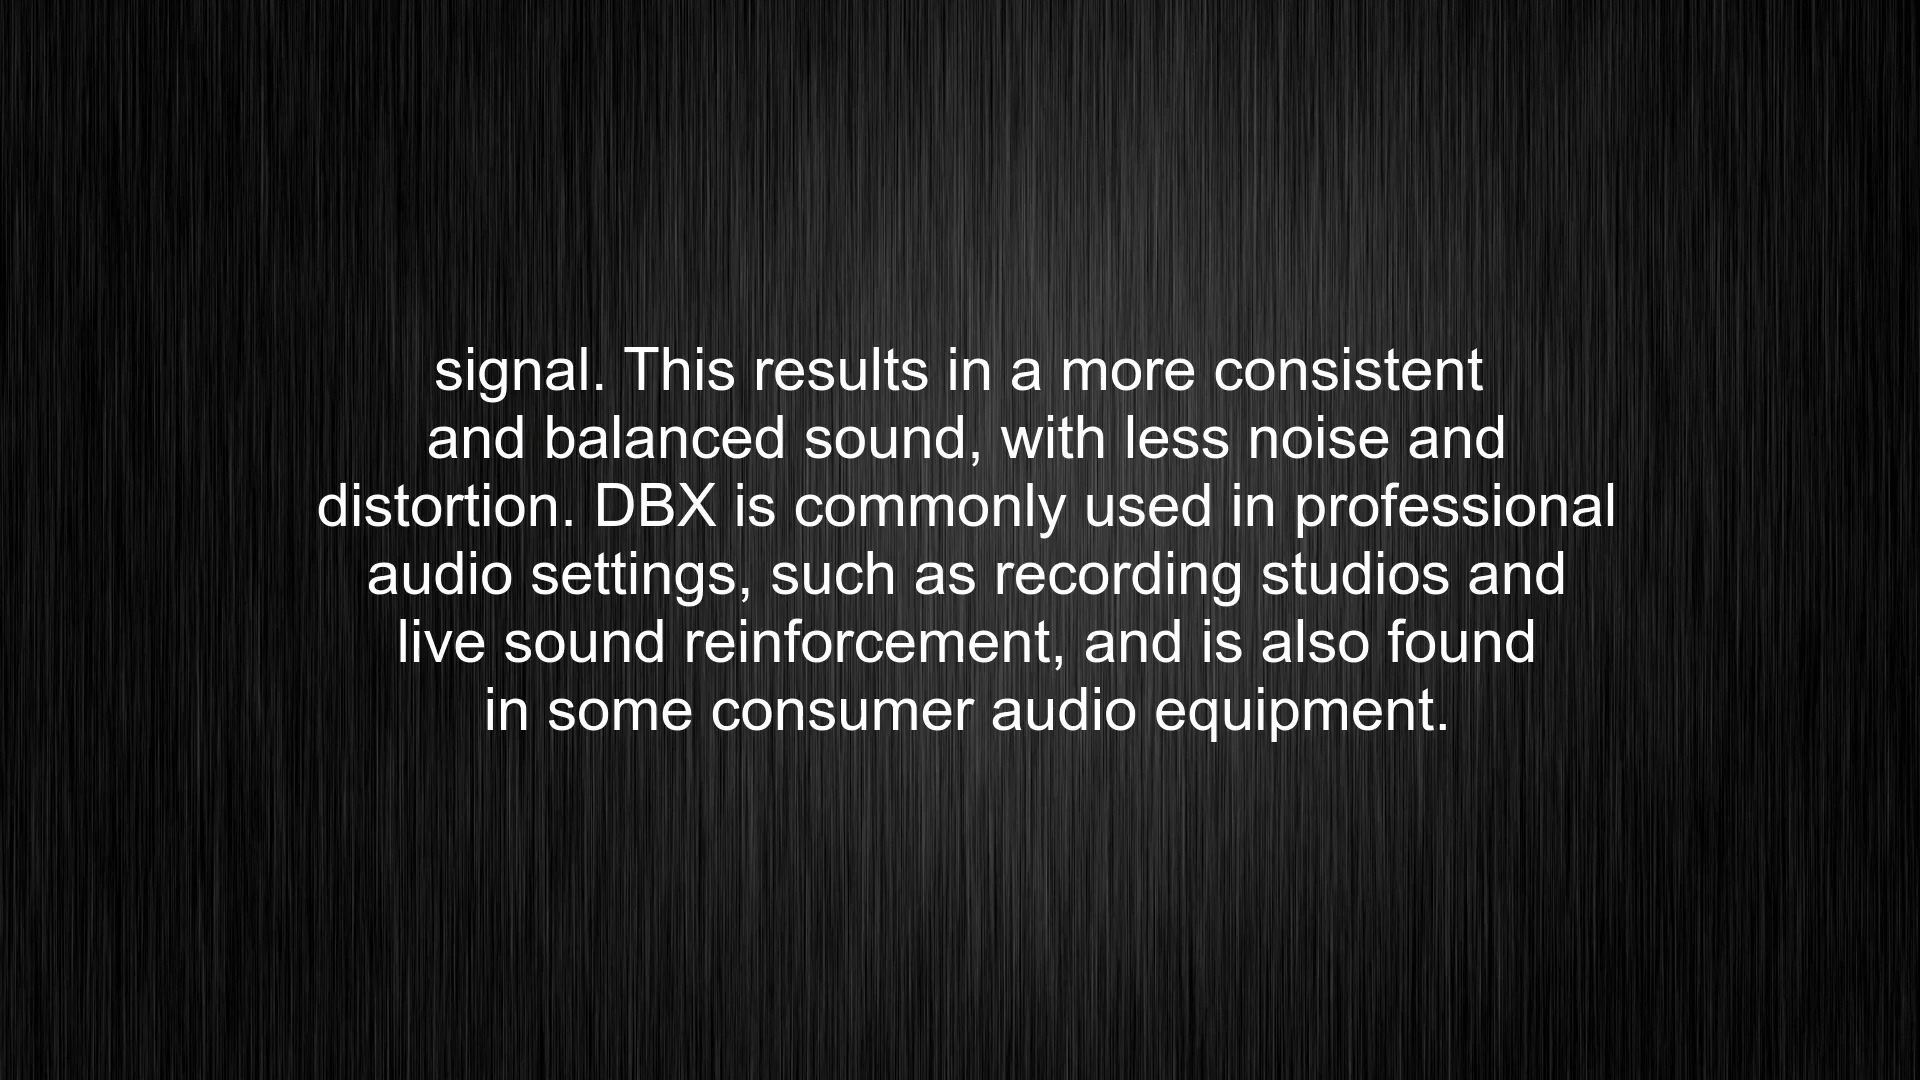 signal. This results in a more consistent
and balanced sound, with less noise and
distortion. DBX is commonly used in professional
audio settings, such as recording studios and
live sound reinforcement, and is also found
in some consumer audio equipment.